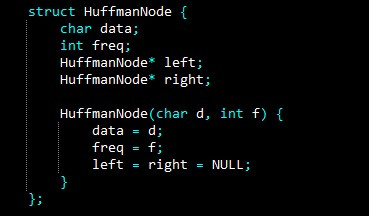 struct HuffmanNode {
    char data;
    int freq;
    HuffmanNode* left;
    HuffmanNode* right;

    HuffmanNode(char d, int f) {
        data = d;
        freq = f;
        left = right = NULL;
    }
};